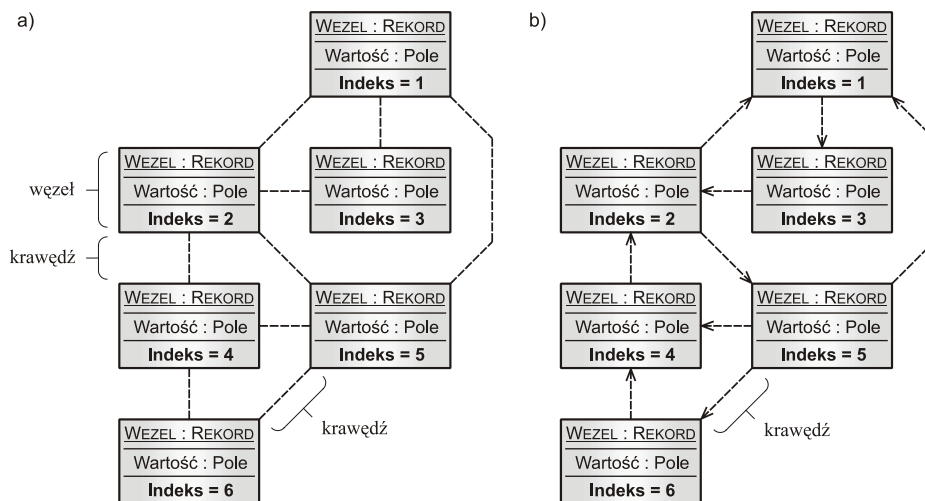 a)
WEZEL : REKORD
Wartość : Pole
Indeks = 1
węzeł
WEZEL : REKORD
Wartość : Pole
Indeks = 2
WEZEL : REKORD
Wartość : Pole
Indeks = 3
krawędź
WEZEL : REKORD
Wartość : Pole
Indeks = 4
WEZEL : REKORD
Wartość : Pole
Indeks = 5
krawędź
WEZEL : REKORD
Wartość : Pole
Indeks = 6
b)
WEZEL : REKORD
Wartość : Pole
Indeks = 1
WEZEL : REKORD
Wartość : Pole
Indeks = 2
WEZEL : REKORD
Wartość : Pole
Indeks = 3
WEZEL : REKORD
Wartość : Pole
Indeks = 4
WEZEL : REKORD
Wartość : Pole
Indeks = 5
krawędź
WEZEL : REKORD
Wartość : Pole
Indeks = 6